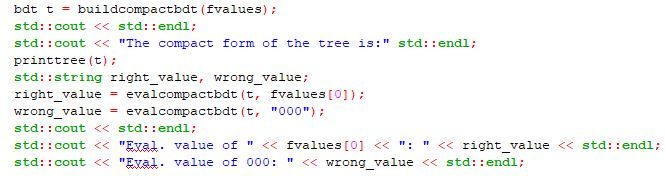 bdt t = buildcompactbdt(fvalues);
std::cout << std::endl;
std::cout << "The compact form of the tree is:" std::endl;
printtree(t);
std::string right_value, wrong_value;
right_value = evalcompactbdt(t, fvalues[0]);
wrong_value = evalcompactbdt(t, "000");
std::cout << std::endl;
std::cout << "Eval. value of " << fvalues[0] << ": " << right_value << std::endl;
std::cout << "Eval. value of 000: " << wrong_value << std::endl;